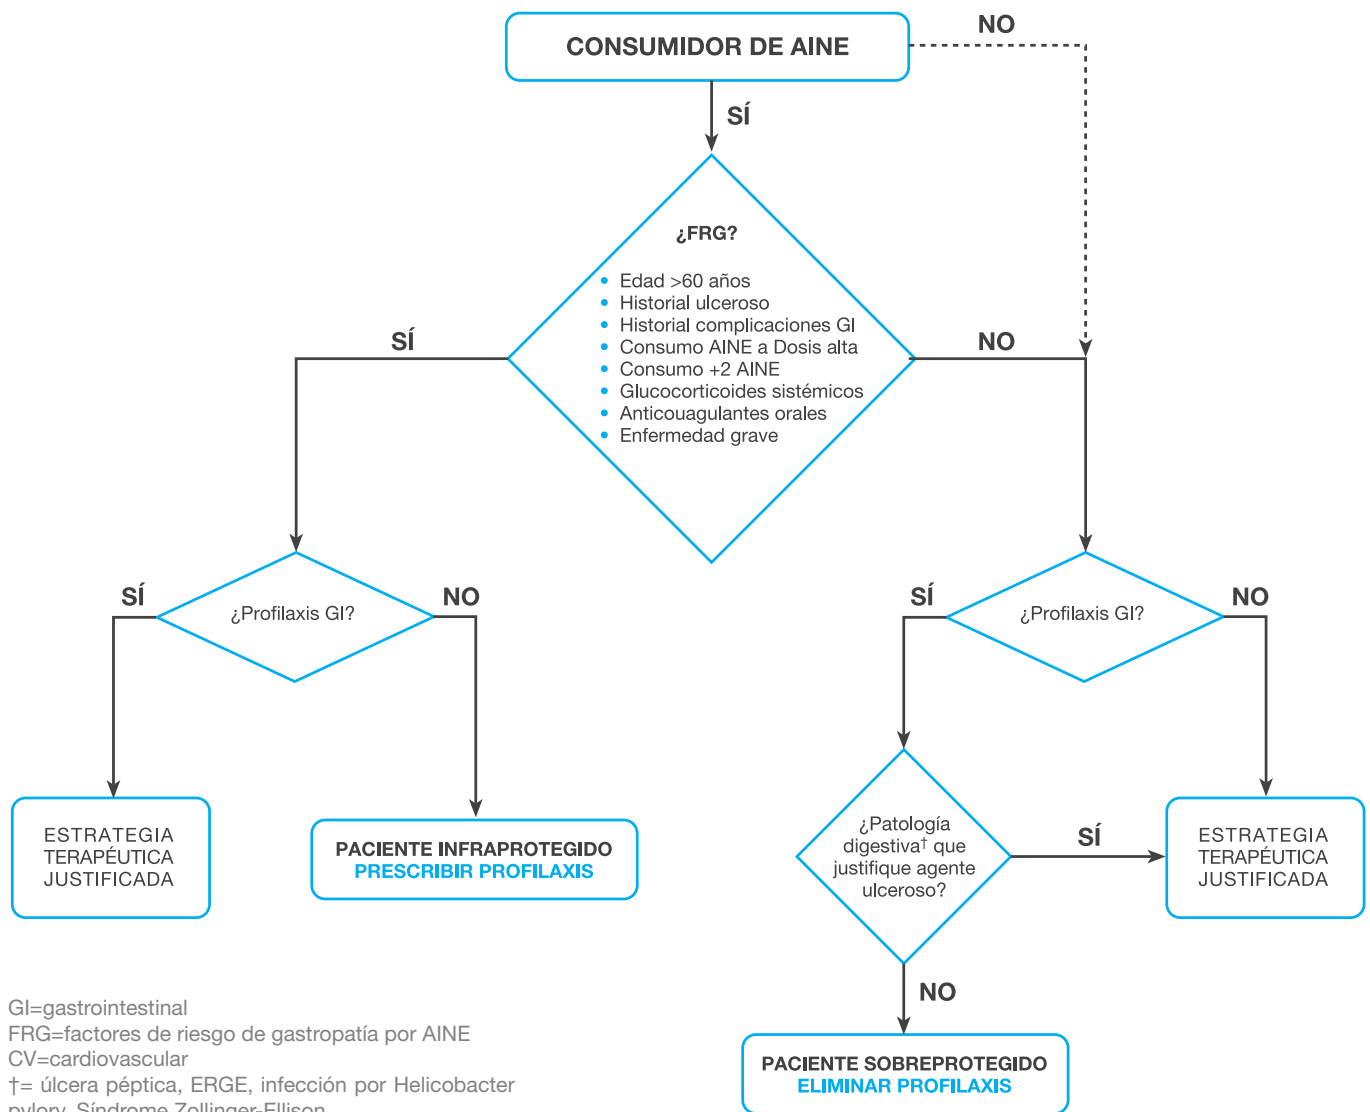 CONSUMIDOR DE AINE
NO
SÍ
¿FRG?
• Edad >60 años
• Historial ulceroso
• Historial complicaciones GI
• Consumo AINE a Dosis alta
• Consumo +2 AINE
• Glucocorticoides sistémicos
• Anticouagulantes orales
• Enfermedad grave
SÍ
NO
¿Profilaxis GI?
SÍ
NO
¿Profilaxis GI?
SÍ
NO
ESTRATEGIA
TERAPÉUTICA
JUSTIFICADA
PACIENTE INFRAPROTEGIDO
PRESCRIBIR PROFILAXIS
¿Patología
digestiva† que
justifique agente
ulceroso?
SÍ
ESTRATEGIA
TERAPÉUTICA
JUSTIFICADA
NO
PACIENTE SOBREPROTEGIDO
ELIMINAR PROFILAXIS
GI=gastrointestinal
FRG=factores de riesgo de gastropatía por AINE
CV=cardiovascular
†= úlcera péptica, ERGE, infección por Helicobacter
pylory, Síndrome Zollinger-Ellison